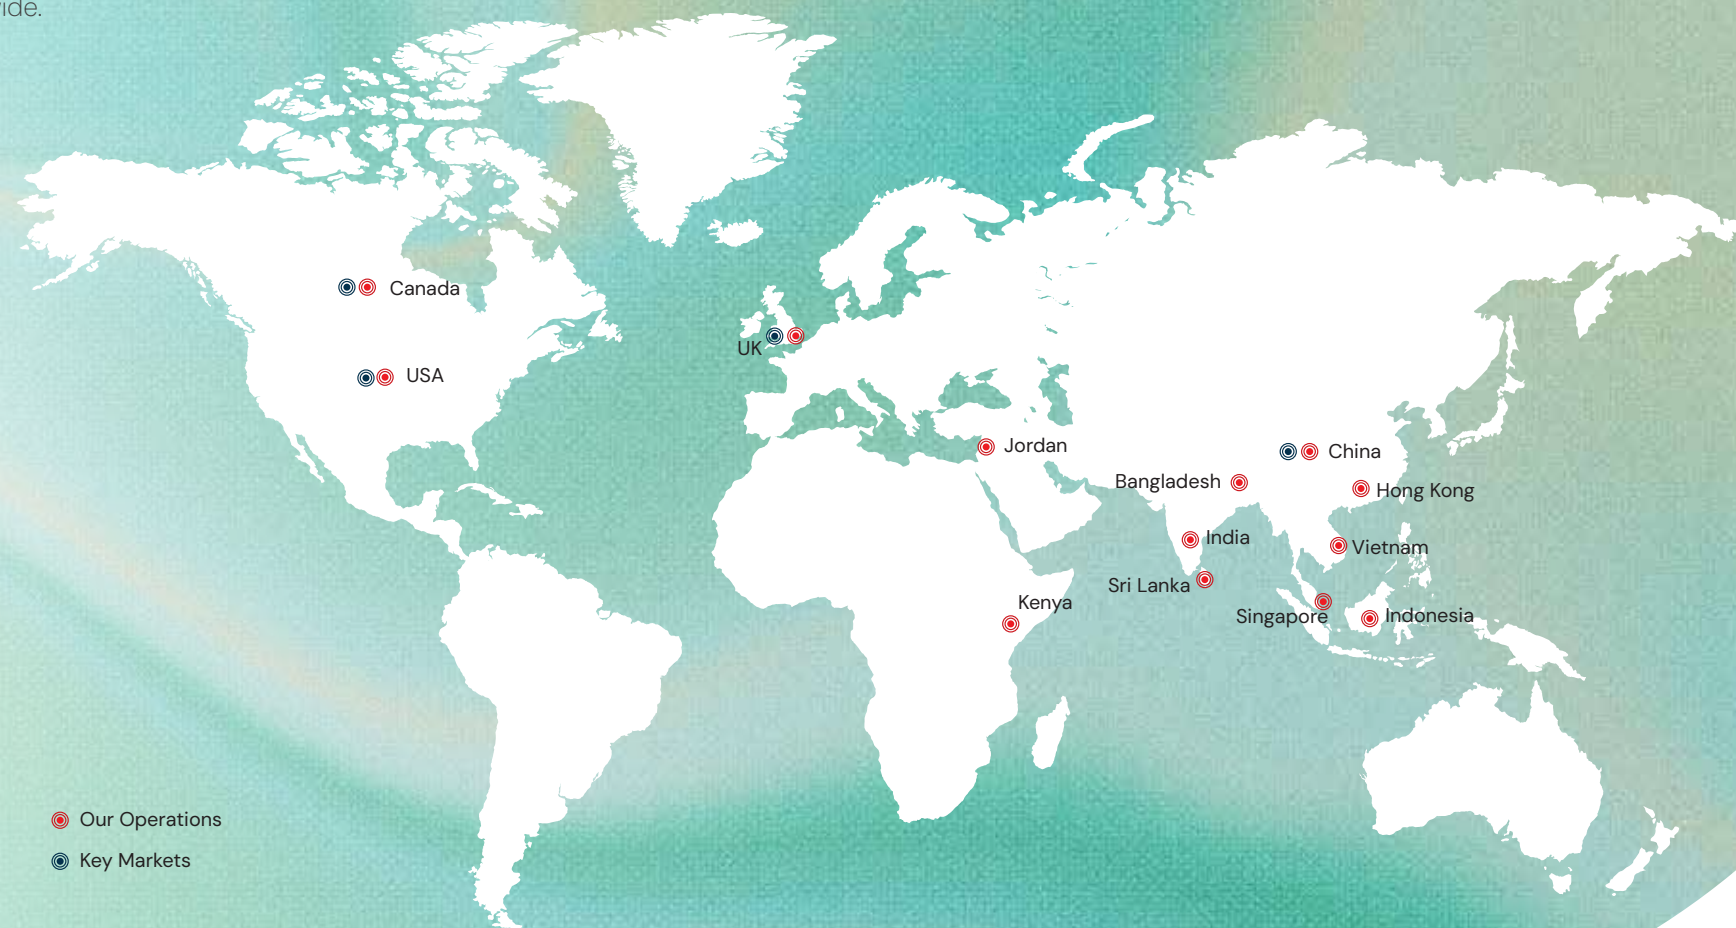 Canada
USA
UK
Jordan
China
Bangladesh
Hong Kong
India
Vietnam
Sri Lanka
Kenya
Singapore
Indonesia
Our Operations
Key Markets